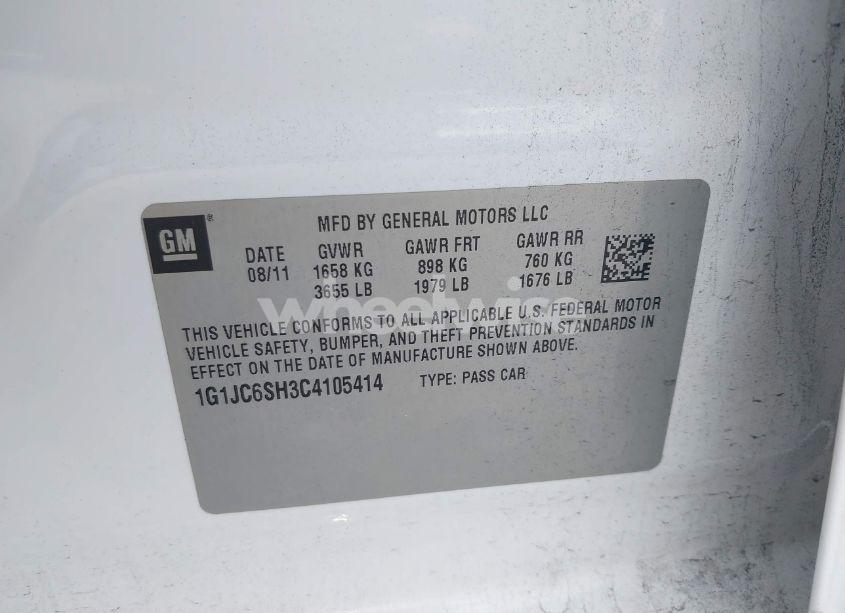 GM®
MFD BY GENERAL MOTORS LLC
DATE GVWR GAWR FRT GAWR RR
08/11 1658 KG 898 KG 760 KG
3655 LB 1979 LB 1676 LB
wheelwise
THIS VEHICLE CONFORMS TO ALL APPLICABLE U.S. FEDERAL MOTOR
VEHICLE SAFETY, BUMPER, AND THEFT PREVENTION STANDARDS IN
EFFECT ON THE DATE OF MANUFACTURE SHOWN ABOVE.
1G1JC6SH3C4105414 TYPE: PASS CAR